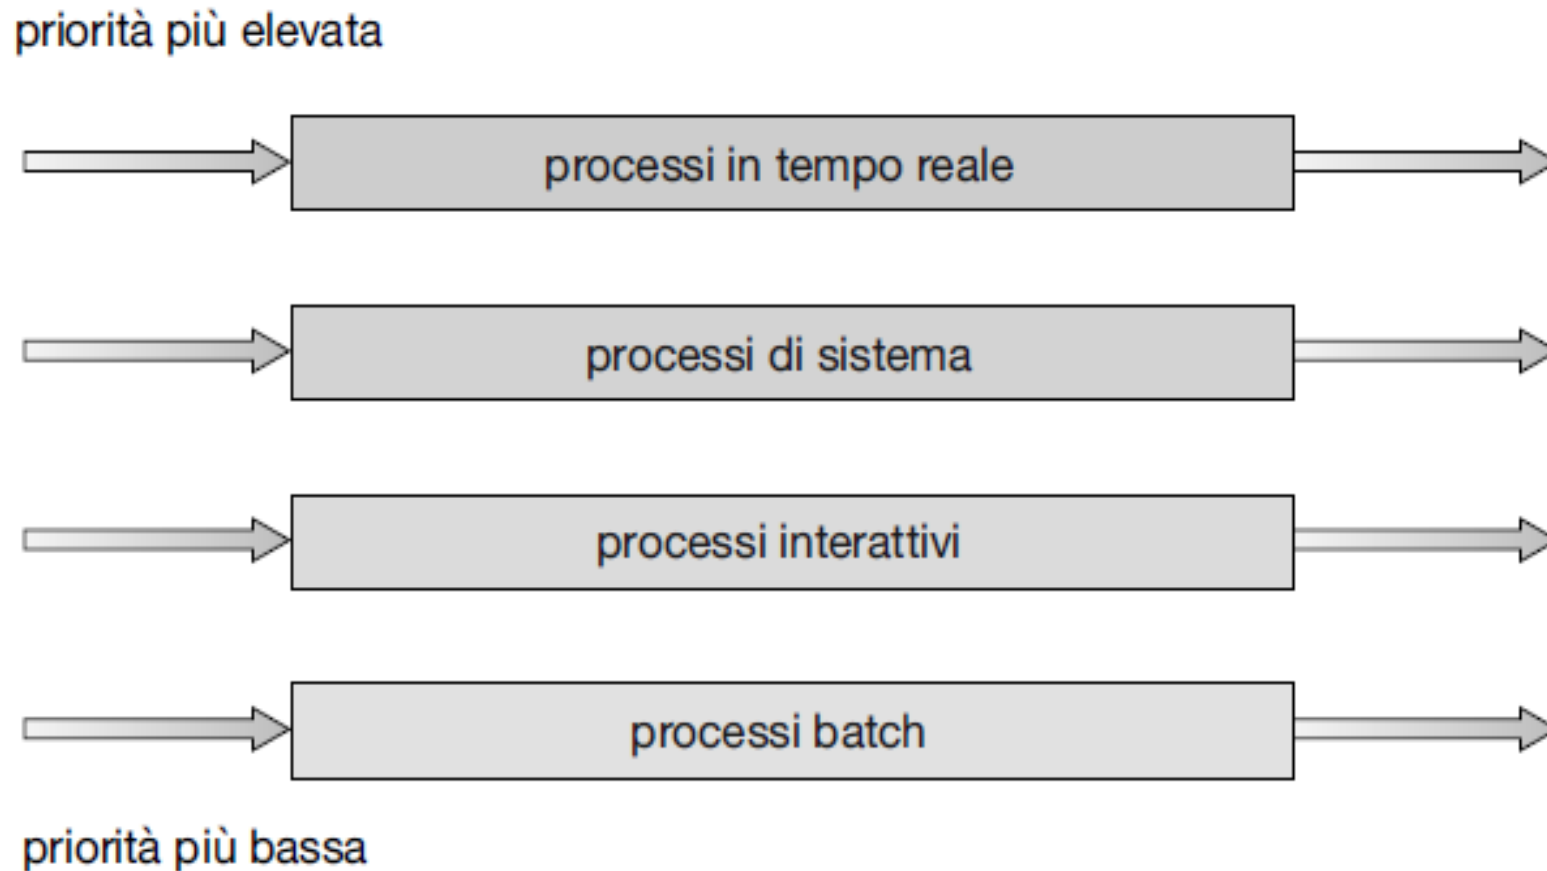 priorità più elevata
processi in tempo reale
processi di sistema
processi interattivi
processi batch
priorità più bassa